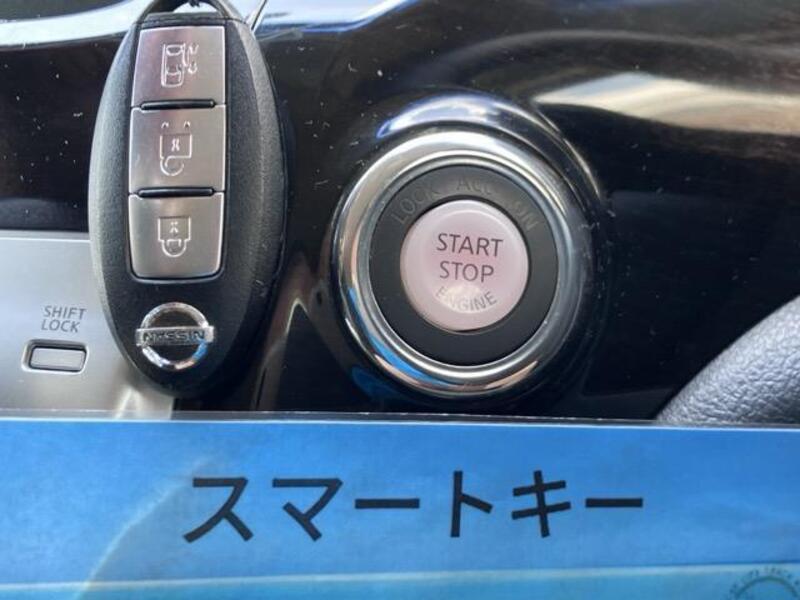 LOCK ACC ON
START
STOP
ENGINE
SHIFT
LOCK
NISSAN
スマートキー